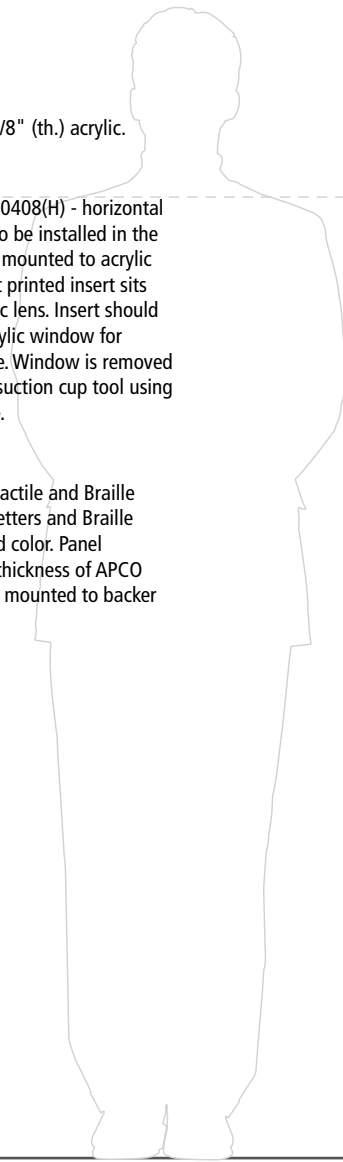 /8" (th.) acrylic.
0408(H) - horizontal
o be installed in the
mounted to acrylic
t printed insert sits
c lens. Insert should
ylic window for
e. Window is removed
suction cup tool using
.
actile and Braille
etters and Braille
d color. Panel
thickness of APCO
mounted to backer